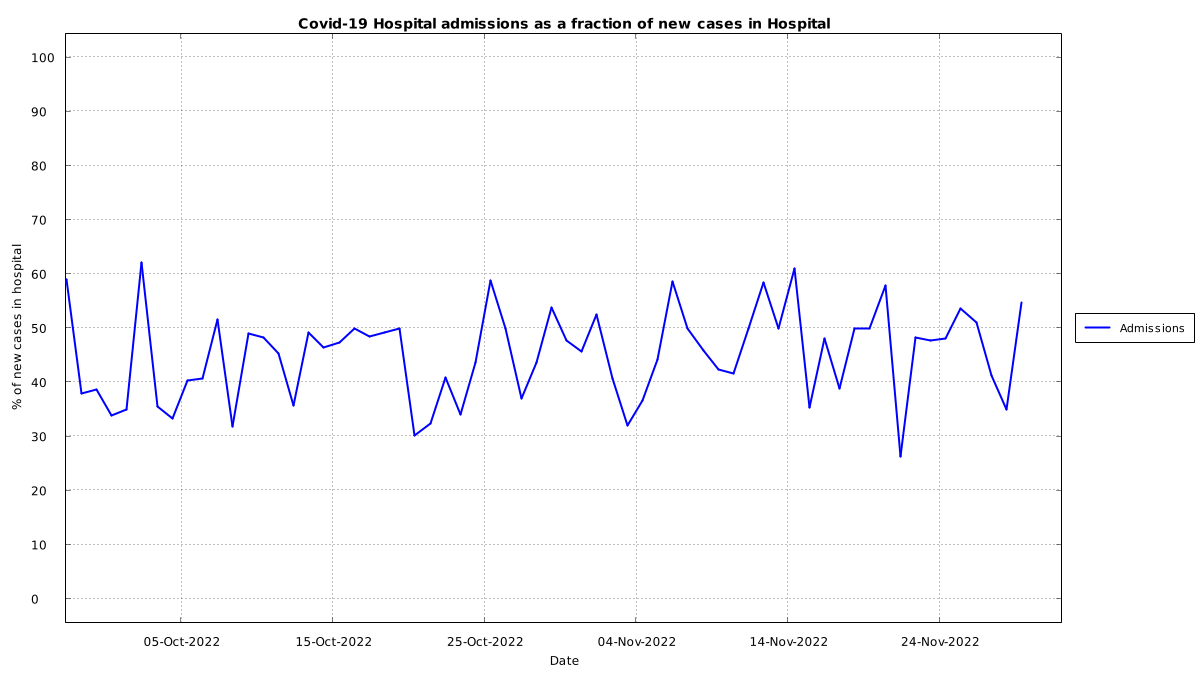 Covid-19 Hospital admissions as a fraction of new cases in Hospital
100
90
80
70
60
50
40
30
20
10
0
% of new cases in hospital
05-Oct-2022
15-Oct-2022
25-Oct-2022
04-Nov-2022
14-Nov-2022
24-Nov-2022
Date
Admissions